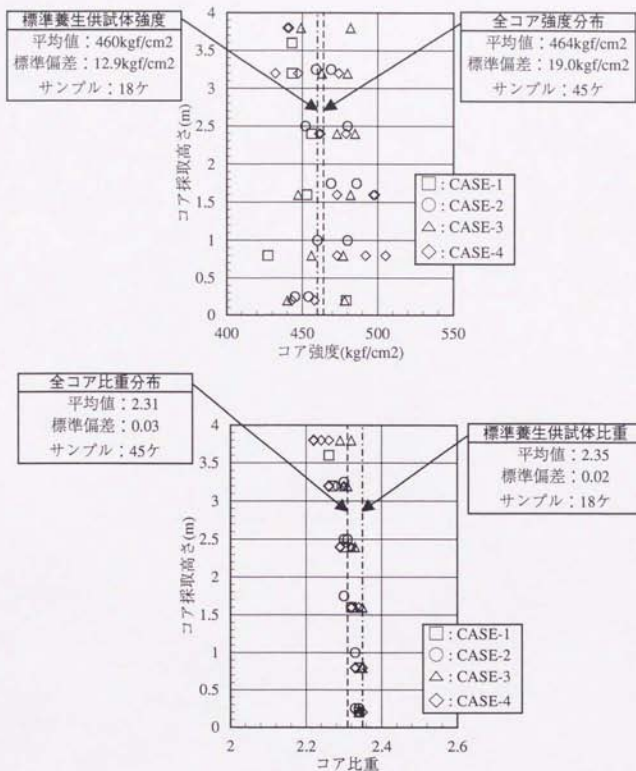 標準養生供試体強度
平均値：460kgf/cm2
標準偏差：12.9kgf/cm2
サンプル：18ケ
全コア強度分布
平均値：464kgf/cm2
標準偏差：19.0kgf/cm2
サンプル：45ケ
コア採取高さ(m)
4
3.5
3
2.5
2
1.5
1
0.5
0
400
450
500
550
コア強度(kgf/cm2)
□：CASE-1
○：CASE-2
△：CASE-3
◇：CASE-4
全コア比重分布
平均値：2.31
標準偏差：0.03
サンプル：45ケ
標準養生供試体比重
平均値：2.35
標準偏差：0.02
サンプル：18ケ
コア採取高さ(m)
4
3.5
3
2.5
2
1.5
1
0.5
0
2
2.2
2.4
2.6
コア比重
□：CASE-1
○：CASE-2
△：CASE-3
◇：CASE-4